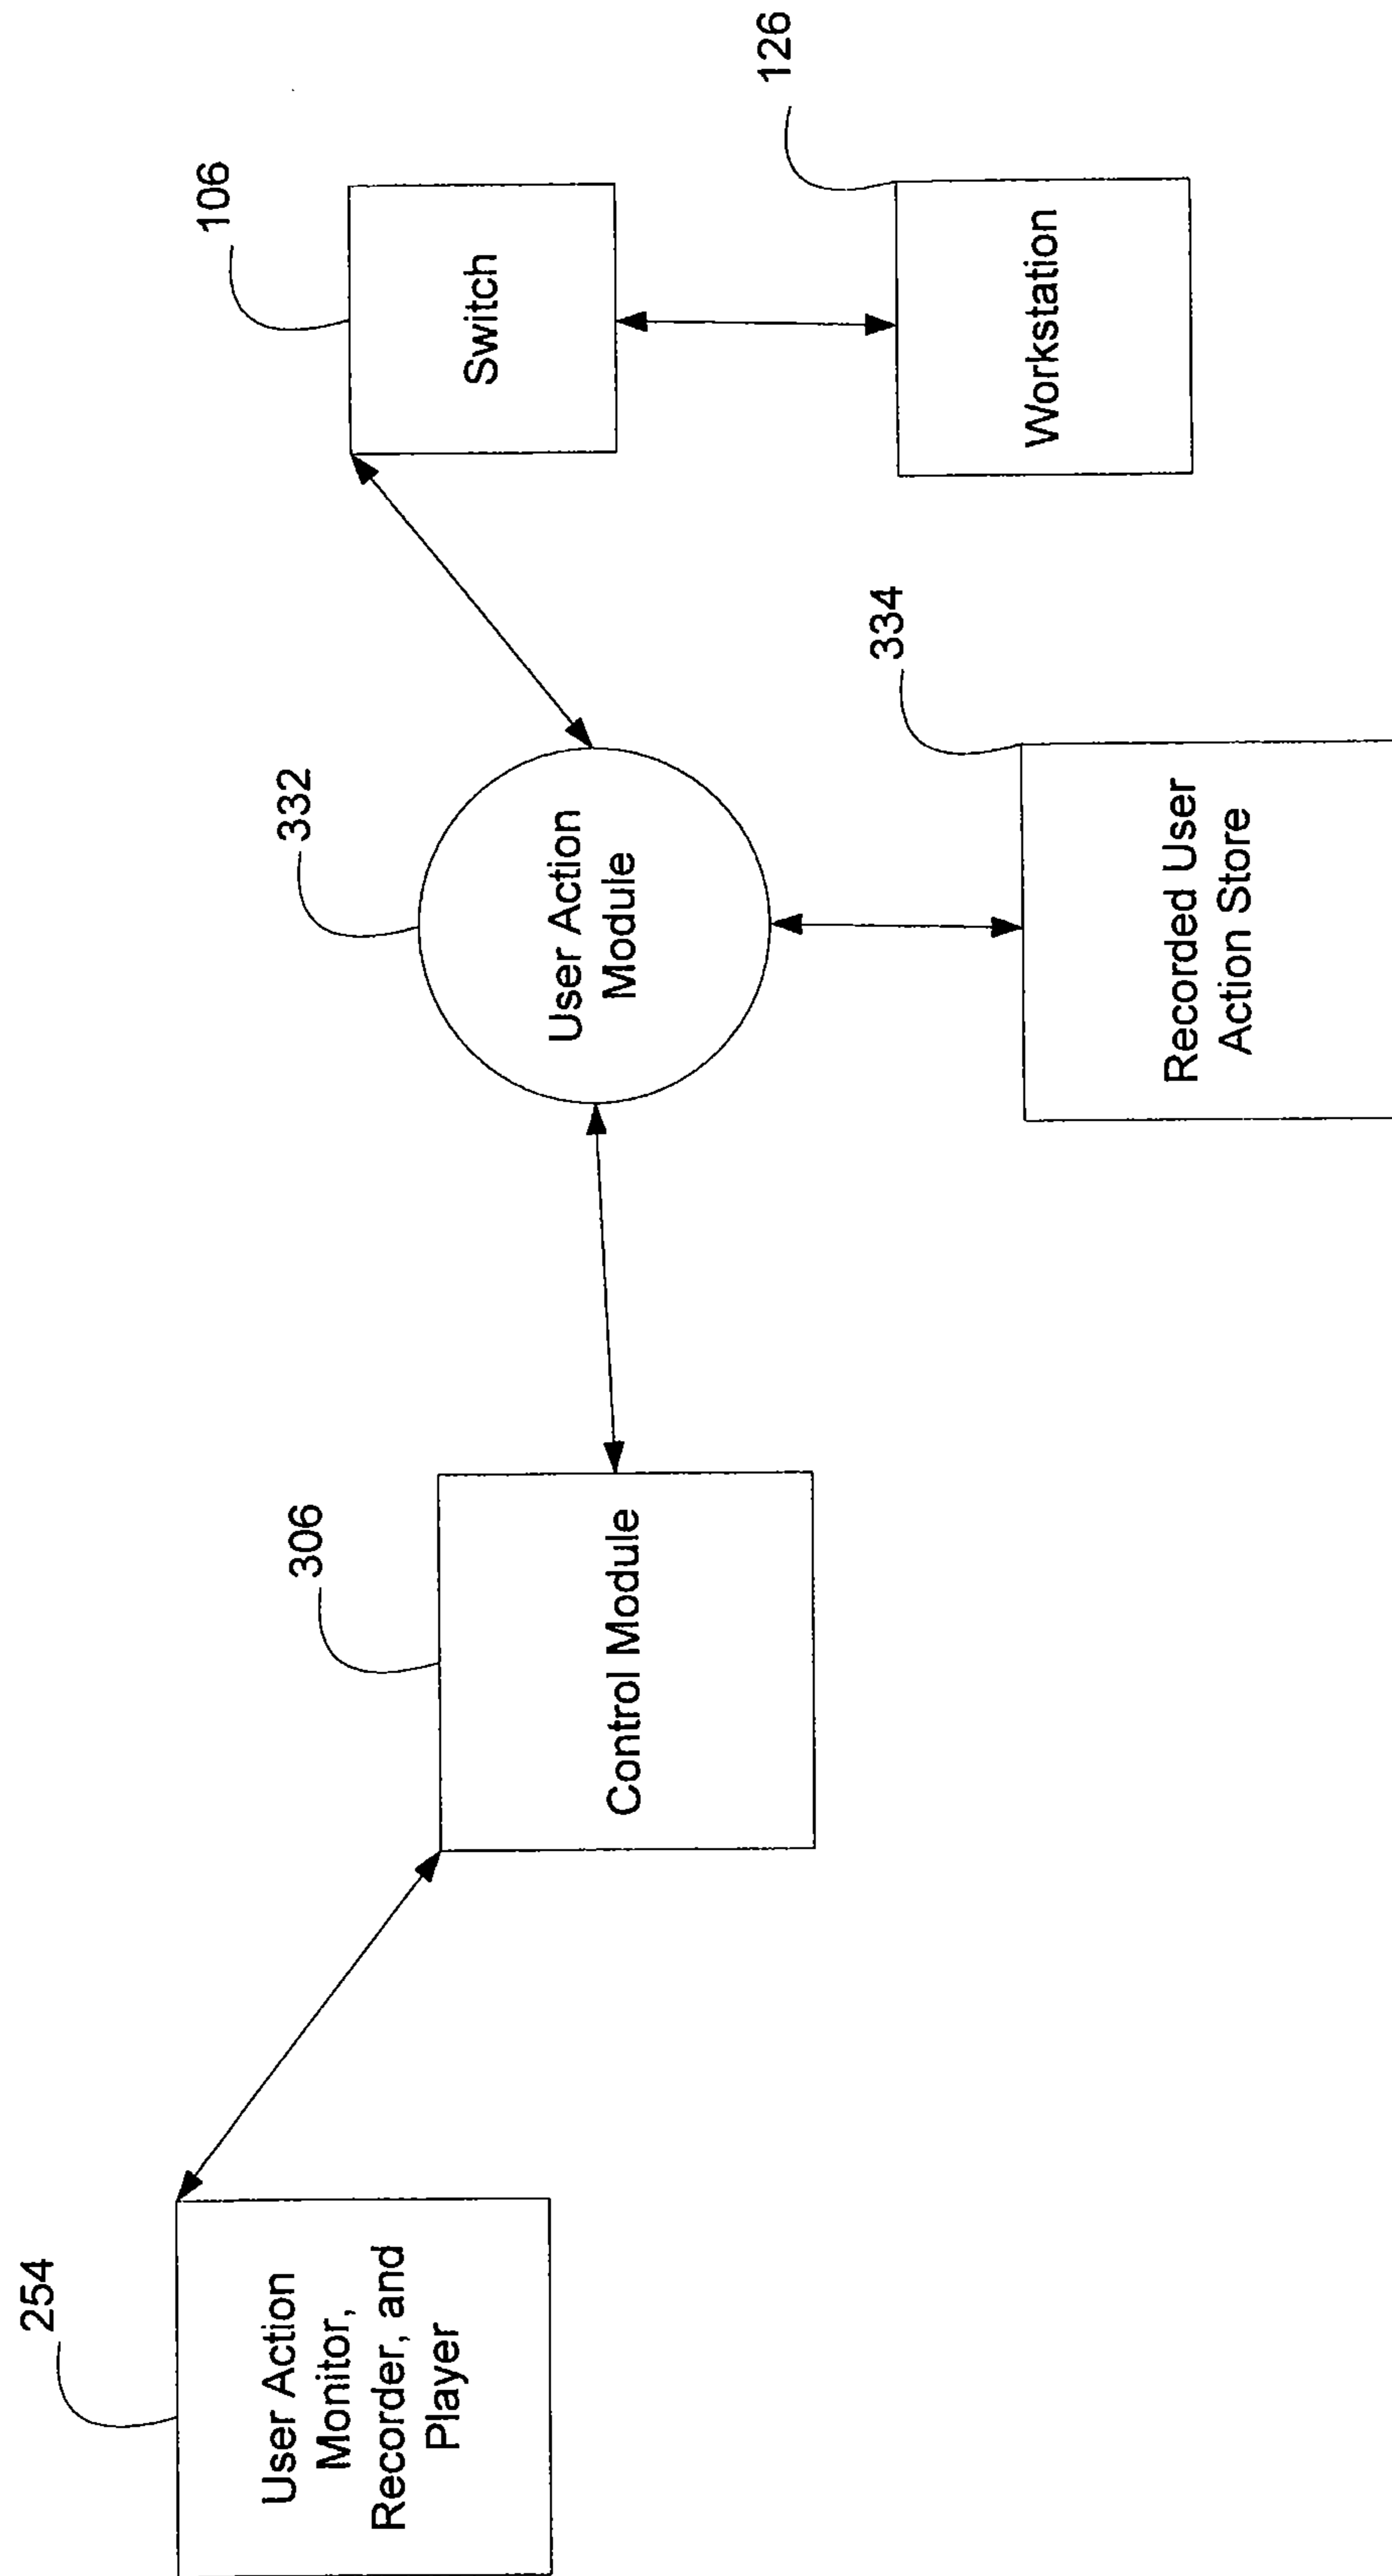 254
User Action
Monitor,
Recorder, and
Player
306
Control Module
332
User Action
Module
334
Recorded User
Action Store
106
Switch
126
Workstation